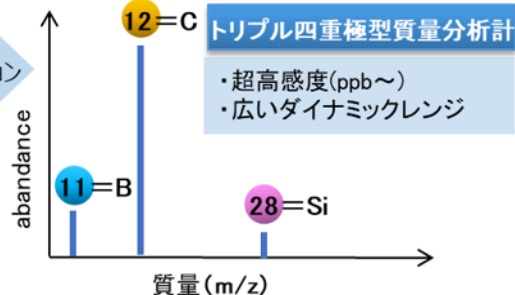 12=C
トリプル四重極型質量分析計
・超高感度(ppb～)
・広いダイナミックレンジ
ン
abandance
11=B
28=Si
質量(m/z)